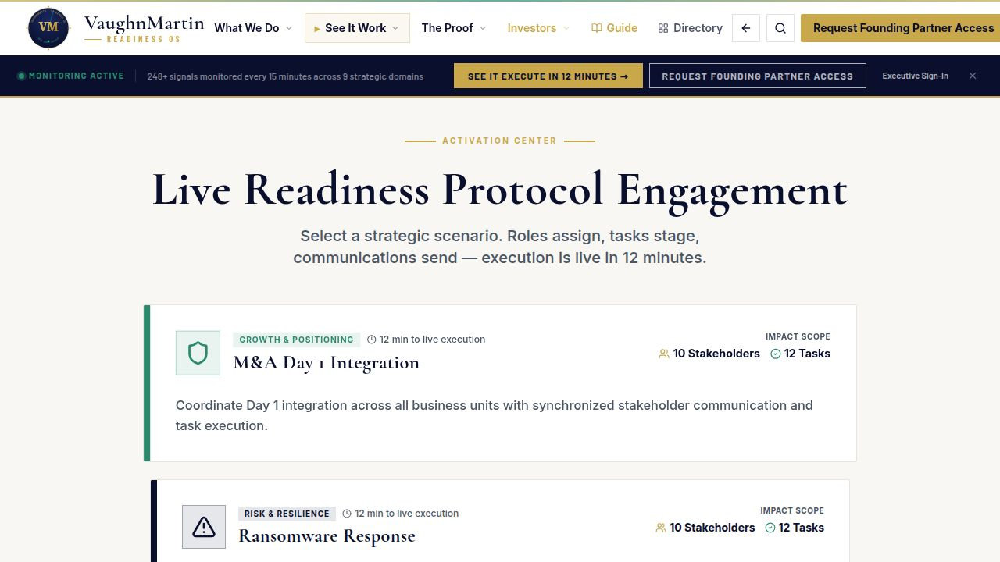 VM
VaughnMartin
READINESS OS
What We Do
▸ See It Work
The Proof
Investors
Guide
Directory
Request Founding Partner Access
MONITORING ACTIVE
248+ signals monitored every 15 minutes across 9 strategic domains
SEE IT EXECUTE IN 12 MINUTES →
REQUEST FOUNDING PARTNER ACCESS
Executive Sign-In
ACTIVATION CENTER
Live Readiness Protocol Engagement
Select a strategic scenario. Roles assign, tasks stage,
communications send — execution is live in 12 minutes.
GROWTH & POSITIONING
12 min to live execution
M&A Day 1 Integration
IMPACT SCOPE
10 Stakeholders
12 Tasks
Coordinate Day 1 integration across all business units with synchronized stakeholder communication and
task execution.
RISK & RESILIENCE
12 min to live execution
Ransomware Response
IMPACT SCOPE
10 Stakeholders
12 Tasks